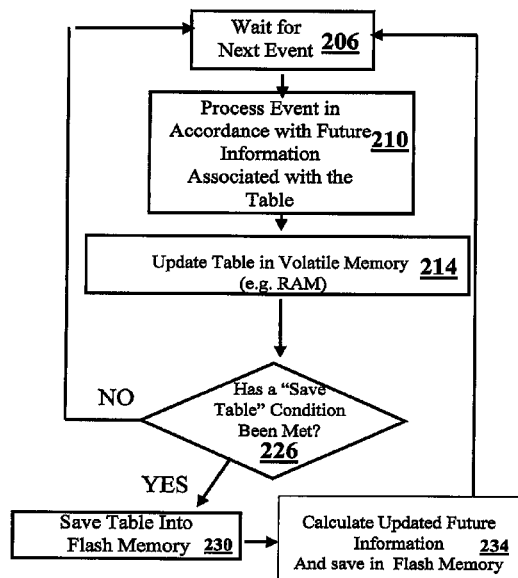 Wait for
Next Event 206
Process Event in
Accordance with Future
Information 210
Associated with the
Table
Update Table in Volatile Memory 214
(e.g. RAM)
Has a “Save
Table” Condition
Been Met?
226
NO
YES
Save Table Into
Flash Memory 230
Calculate Updated Future
Information 234
And save in Flash Memory